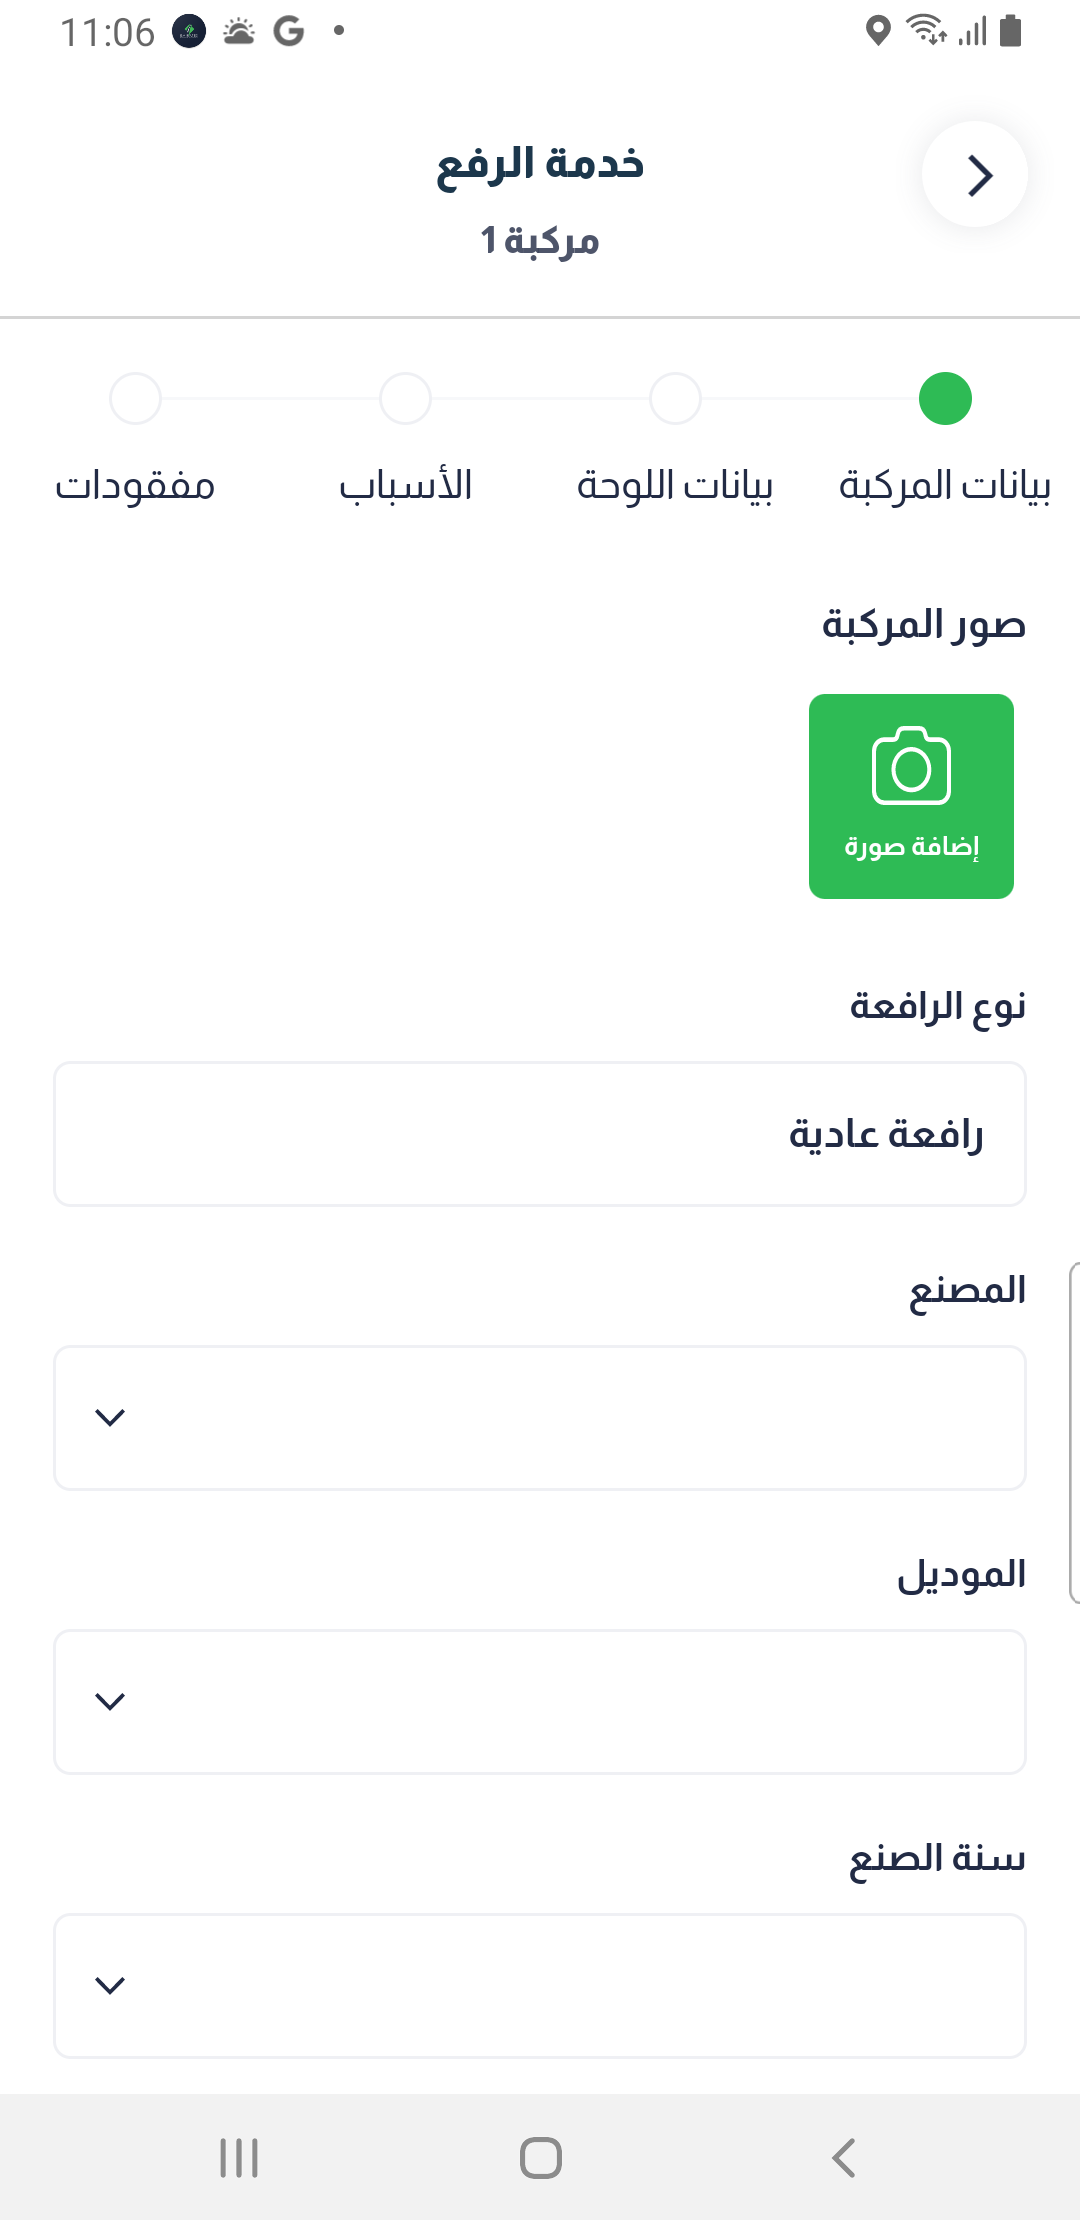 11:06
خدمة الرفع
مركبة 1
بيانات المركبة
بيانات اللوحة
الأسباب
مفقودات
صور المركبة
إضافة صورة
نوع الرافعة
رافعة عادية
المصنع
الموديل
سنة الصنع